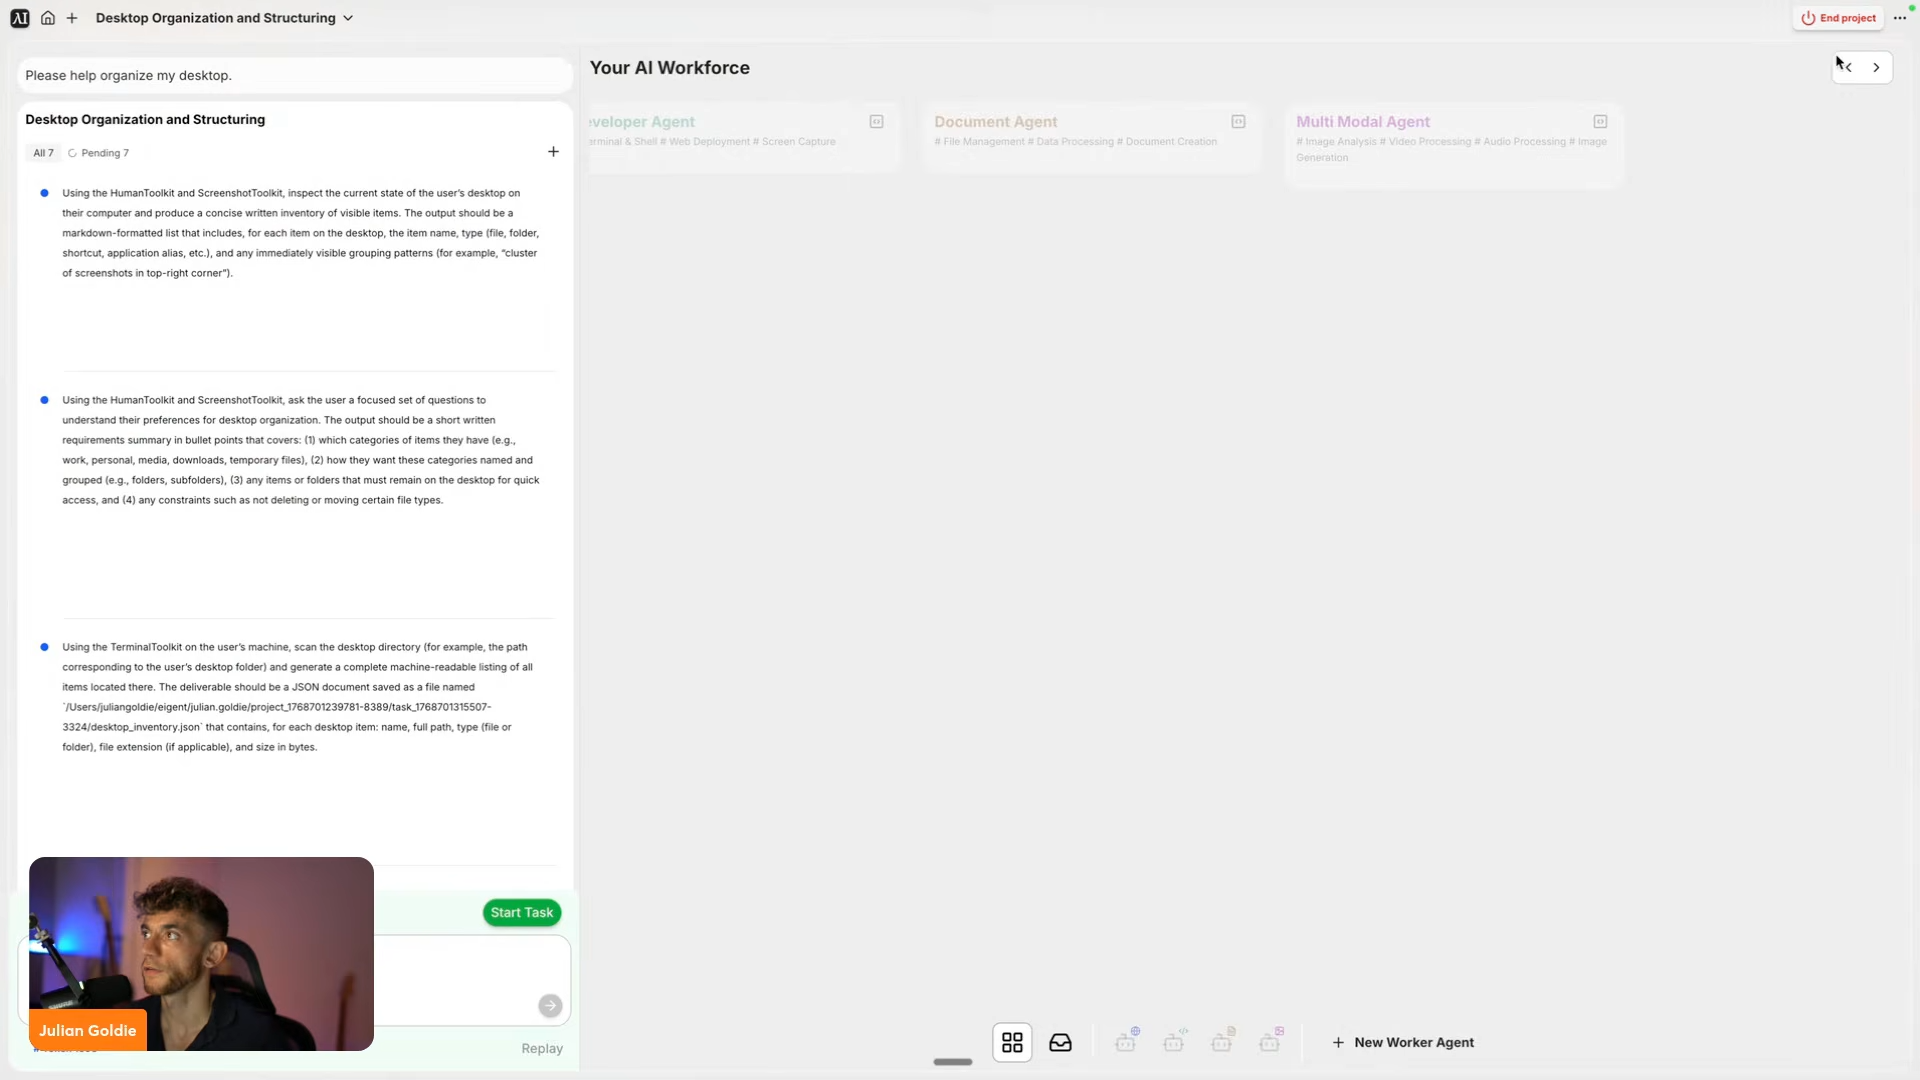 Desktop Organization and Structuring
End project
Please help organize my desktop.
Desktop Organization and Structuring
All 7
Pending 7
Using the HumanToolkit and ScreenshotToolkit, inspect the current state of the user's desktop on
their computer and produce a concise written inventory of visible items. The output should be a
markdown-formatted list that includes, for each item on the desktop, the item name, type (file, folder,
shortcut, application alias, etc.), and any immediately visible grouping patterns (for example, "cluster
of screenshots in top-right corner").
Using the HumanToolkit and ScreenshotToolkit, ask the user a focused set of questions to
understand their preferences for desktop organization. The output should be a short written
requirements summary in bullet points that covers: (1) which categories of items they have (e.g.,
work, personal, media, downloads, temporary files), (2) how they want these categories named and
grouped (e.g., folders, subfolders), (3) any items or folders that must remain on the desktop for quick
access, and (4) any constraints such as not deleting or moving certain file types.
Using the TerminalToolkit on the user's machine, scan the desktop directory (for example, the path
corresponding to the user's desktop folder) and generate a complete machine-readable listing of all
items located there. The deliverable should be a JSON document saved as a file named
`/Users/juliangoldie/eigent/julian.goldie/project_1768701239781-8389/task_1768701315507-
3324/desktop_inventory.json` that contains, for each desktop item: name, full path, type (file or
folder), file extension (if applicable), and size in bytes.
Start Task
Julian Goldie
Replay
Your AI Workforce
eveloper Agent
erminal & Shell # Web Deployment # Screen Capture
Document Agent
# File Management # Data Processing # Document Creation
Multi Modal Agent
# Image Analysis # Video Processing # Audio Processing # Image
Generation
New Worker Agent